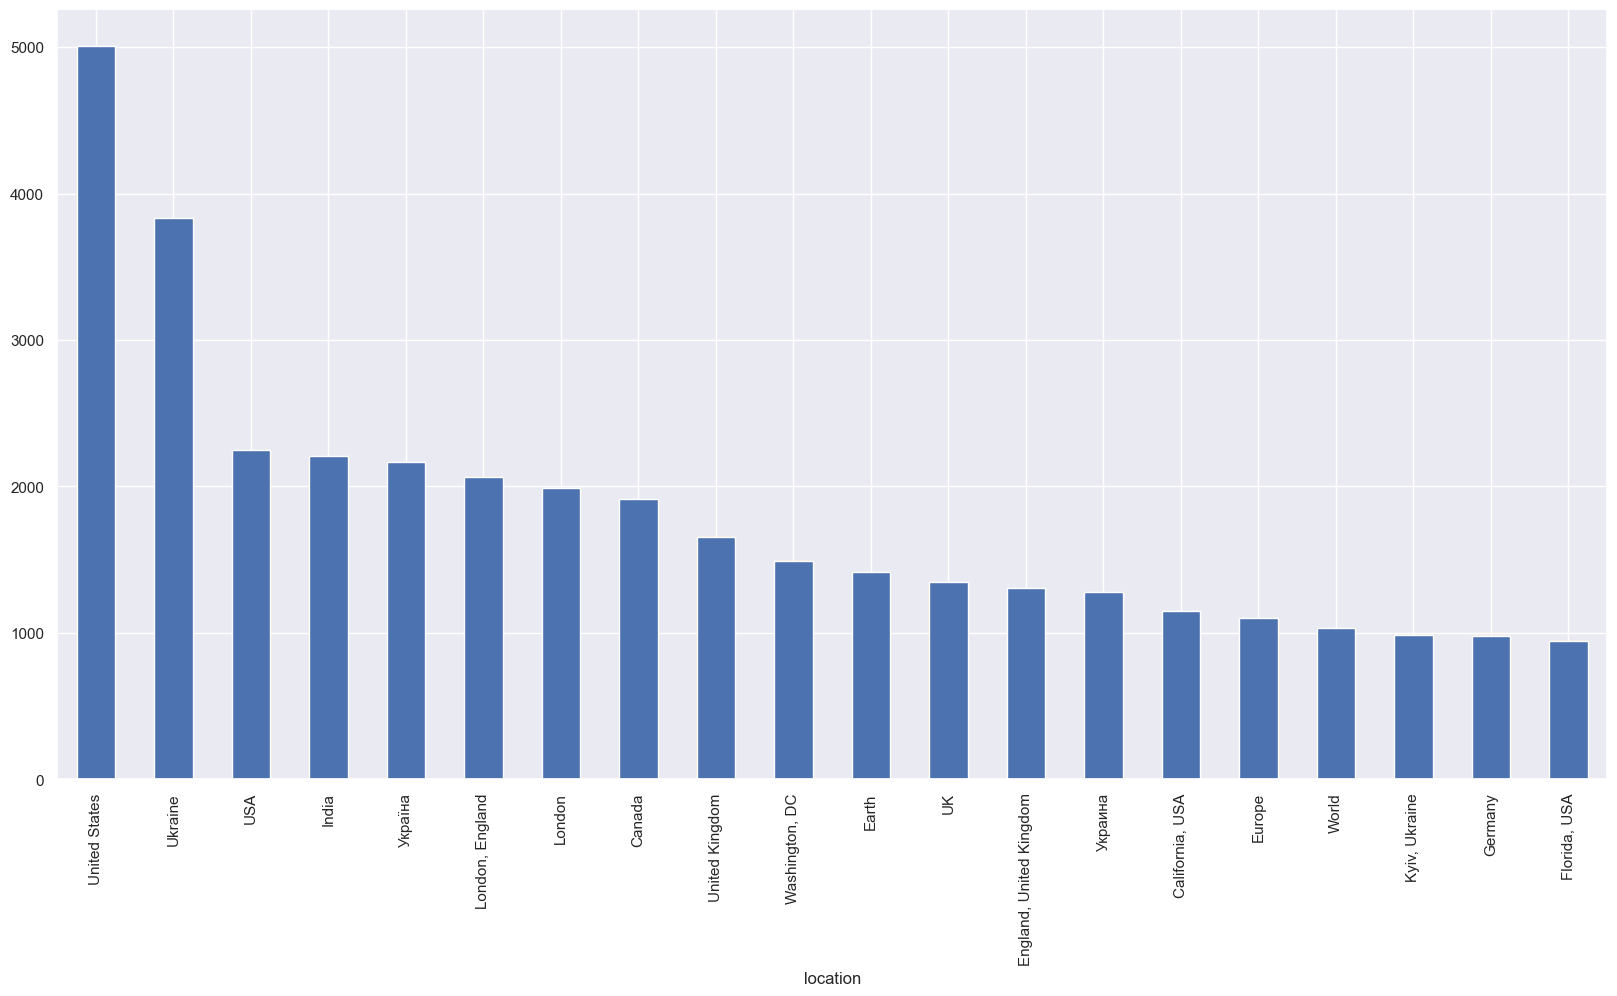 5000
4000
3000
2000
1000
0
United States
Ukraine
USA
India
Україна
London, England
London
Canada
United Kingdom
Washington, DC
Earth
UK
England, United Kingdom
Украина
California, USA
Europe
World
Kyiv, Ukraine
Germany
Florida, USA
location